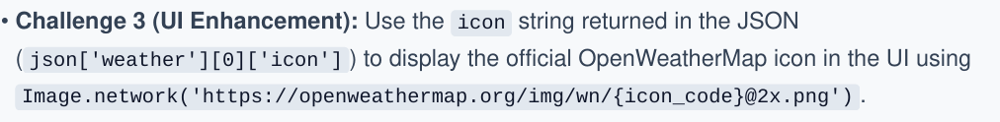 • Challenge 3 (UI Enhancement): Use the icon string returned in the JSON
(json['weather'][0]['icon']) to display the official OpenWeatherMap icon in the UI using
Image.network('https://openweathermap.org/img/wn/{icon_code}@2x.png').